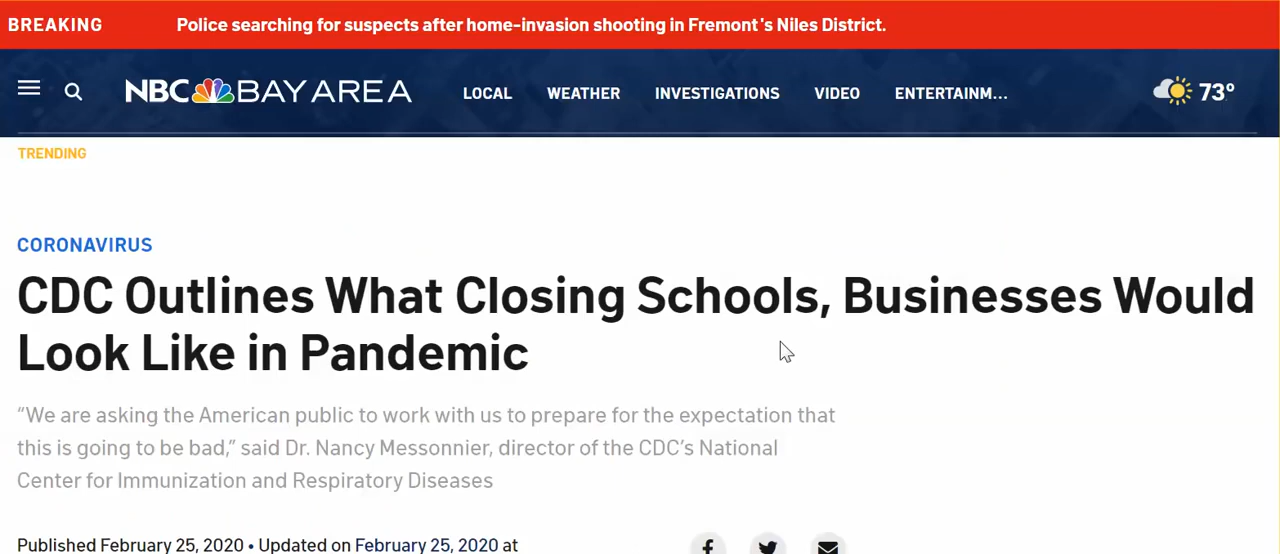 BREAKING Police searching for suspects after home-invasion shooting in Fremont's Niles District.
NBC BAY AREA LOCAL WEATHER INVESTIGATIONS VIDEO ENTERTAINM... 73°
TRENDING
CORONAVIRUS
CDC Outlines What Closing Schools, Businesses Would
Look Like in Pandemic
“We are asking the American public to work with us to prepare for the expectation that
this is going to be bad,” said Dr. Nancy Messonnier, director of the CDC’s National
Center for Immunization and Respiratory Diseases
Published February 25, 2020 • Updated on February 25, 2020 at